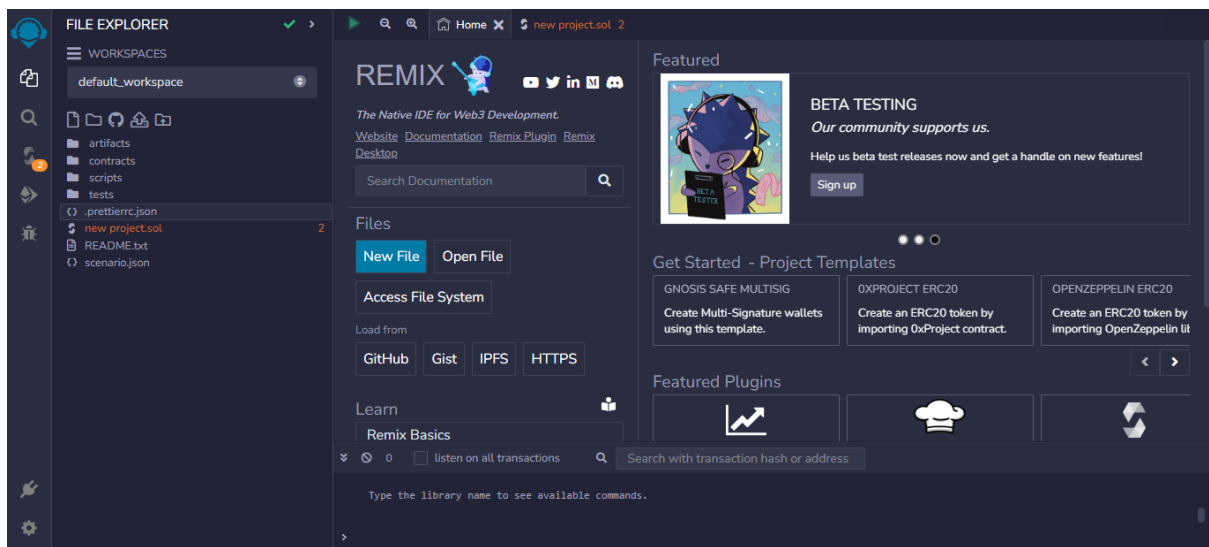 FILE EXPLORER
WORKSPACES
default_workspace
artifacts
contracts
scripts
tests
.prettierrc.json
new project.sol 2
README.txt
scenario.json
2
Home
new project.sol 2
REMIX
The Native IDE for Web3 Development.
Website Documentation Remix Plugin Remix
Desktop
Search Documentation
Files
New File Open File
Access File System
Load from
GitHub Gist IPFS HTTPS
Learn
Remix Basics
Featured
BETA TESTER
BETA TESTING
Our community supports us.
Help us beta test releases now and get a handle on new features!
Sign up
Get Started - Project Templates
GNOSIS SAFE MULTISIG
Create Multi-Signature wallets
using this template.
0XPROJECT ERC20
Create an ERC20 token by
importing 0xProject contract.
OPENZEPPELIN ERC20
Create an ERC20 token by
importing OpenZeppelin lit
Featured Plugins
0 listen on all transactions Search with transaction hash or address
Type the library name to see available commands.
>